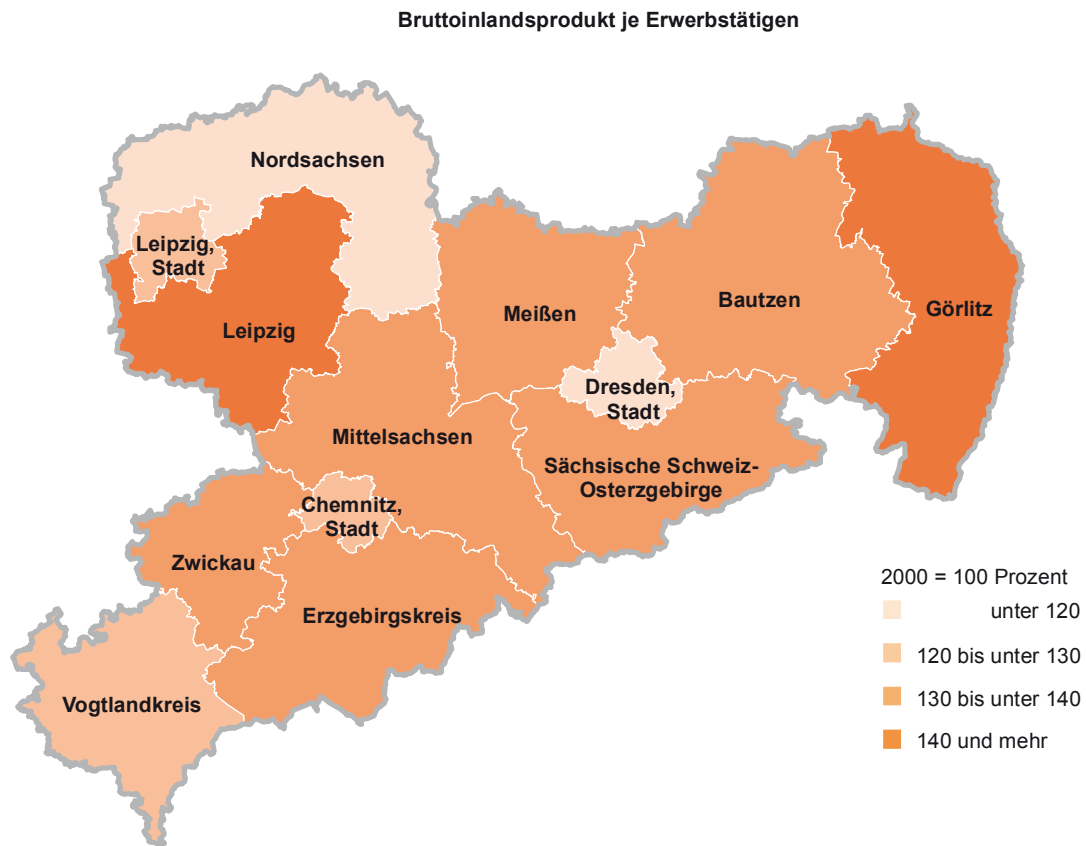 Bruttoinlandsprodukt je Erwerbstätigen
Nordsachsen
Leipzig,
Stadt
Leipzig
Meißen
Bautzen
Görlitz
Dresden,
Stadt
Mittelsachsen
Sächsische Schweiz-
Osterzgebirge
Chemnitz,
Stadt
Zwickau
Erzgebirgskreis
Vogtlandkreis
2000 = 100 Prozent
unter 120
120 bis unter 130
130 bis unter 140
140 und mehr